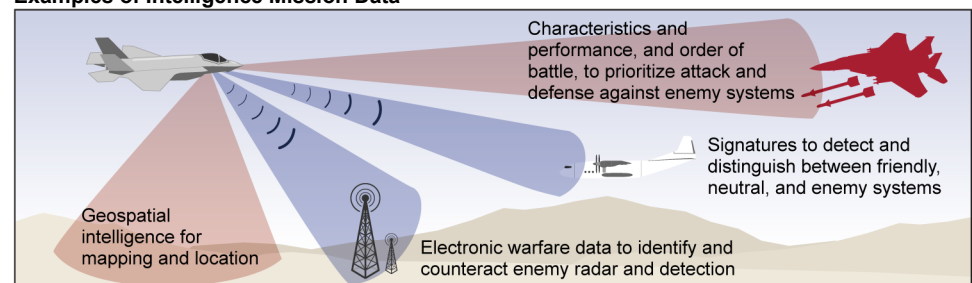 Examples of Intelligence Mission Data
Characteristics and
performance, and order of
battle, to prioritize attack and
defense against enemy systems
Signatures to detect and
distinguish between friendly,
neutral, and enemy systems
Geospatial
intelligence for
mapping and location
Electronic warfare data to identify and
counteract enemy radar and detection